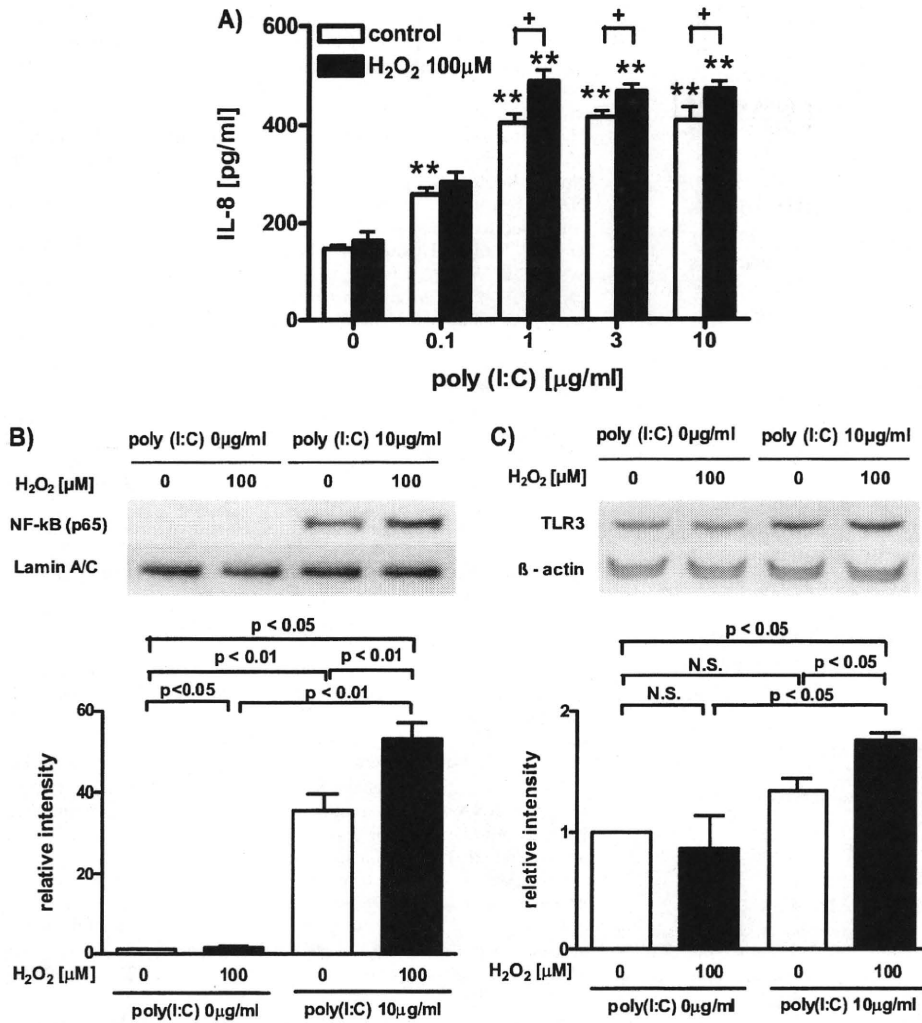 A)
600
400
200
0
IL-8 [pg/ml]
control
H₂O₂ 100μM
+ + +
** ** ** ** ** ** **
0 0.1 1 3 10
poly (I:C) [μg/ml]
B)
poly (I:C) 0μg/ml poly (I:C) 10μg/ml
H₂O₂ [μM] 0 100 0 100
NF-kB (p65)
Lamin A/C
p < 0.05
p < 0.01 p < 0.01
p<0.05 p < 0.01
60
40
20
0
relative intensity
H₂O₂ [μM] 0 100 0 100
poly(I:C) 0μg/ml poly(I:C) 10μg/ml
C)
poly (I:C) 0μg/ml poly (I:C) 10μg/ml
H₂O₂ [μM] 0 100 0 100
TLR3
ß - actin
p < 0.05
N.S. p < 0.05
N.S. p < 0.05
2
1
0
relative intensity
H₂O₂ [μM] 0 100 0 100
poly(I:C) 0μg/ml poly(I:C) 10μg/ml